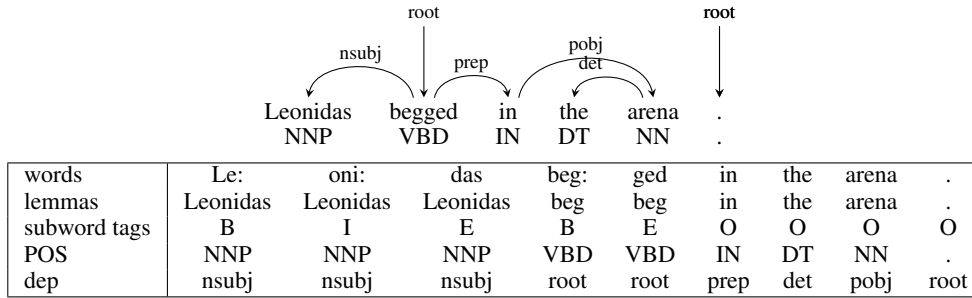 root root
nsubj prep pobj
det
Leonidas begged in the arena .
NNP VBD IN DT NN .
words Le: oni: das beg: ged in the arena .
lemmas Leonidas Leonidas Leonidas beg beg in the arena .
subword tags B I E B E O O O O
POS NNP NNP NNP VBD VBD IN DT NN .
dep nsubj nsubj nsubj root root prep det pobj root